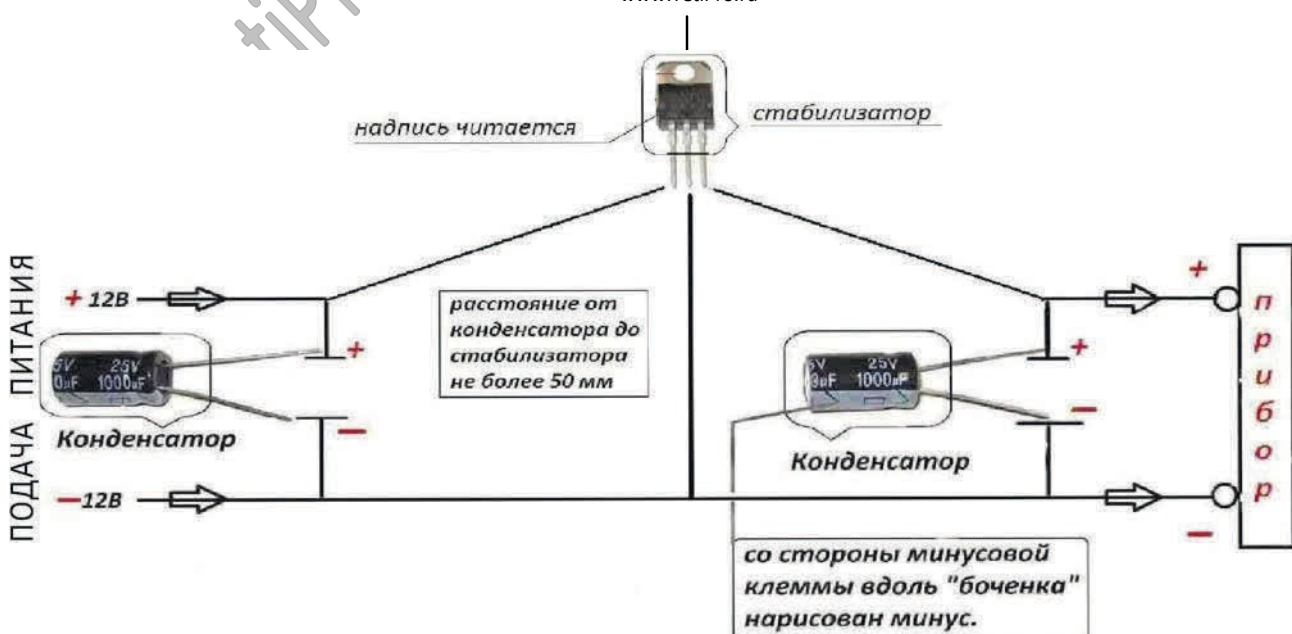 надпись читается
стабилизатор
ПОДАЧА ПИТАНИЯ
+ 12В
расстояние от
конденсатора до
стабилизатора
не более 50 мм
+
25V
1000uF
Конденсатор
−
−12В
+
25V
1000uF
Конденсатор
−
со стороны минусовой
клеммы вдоль "боченка"
нарисован минус.
+
прибор
−